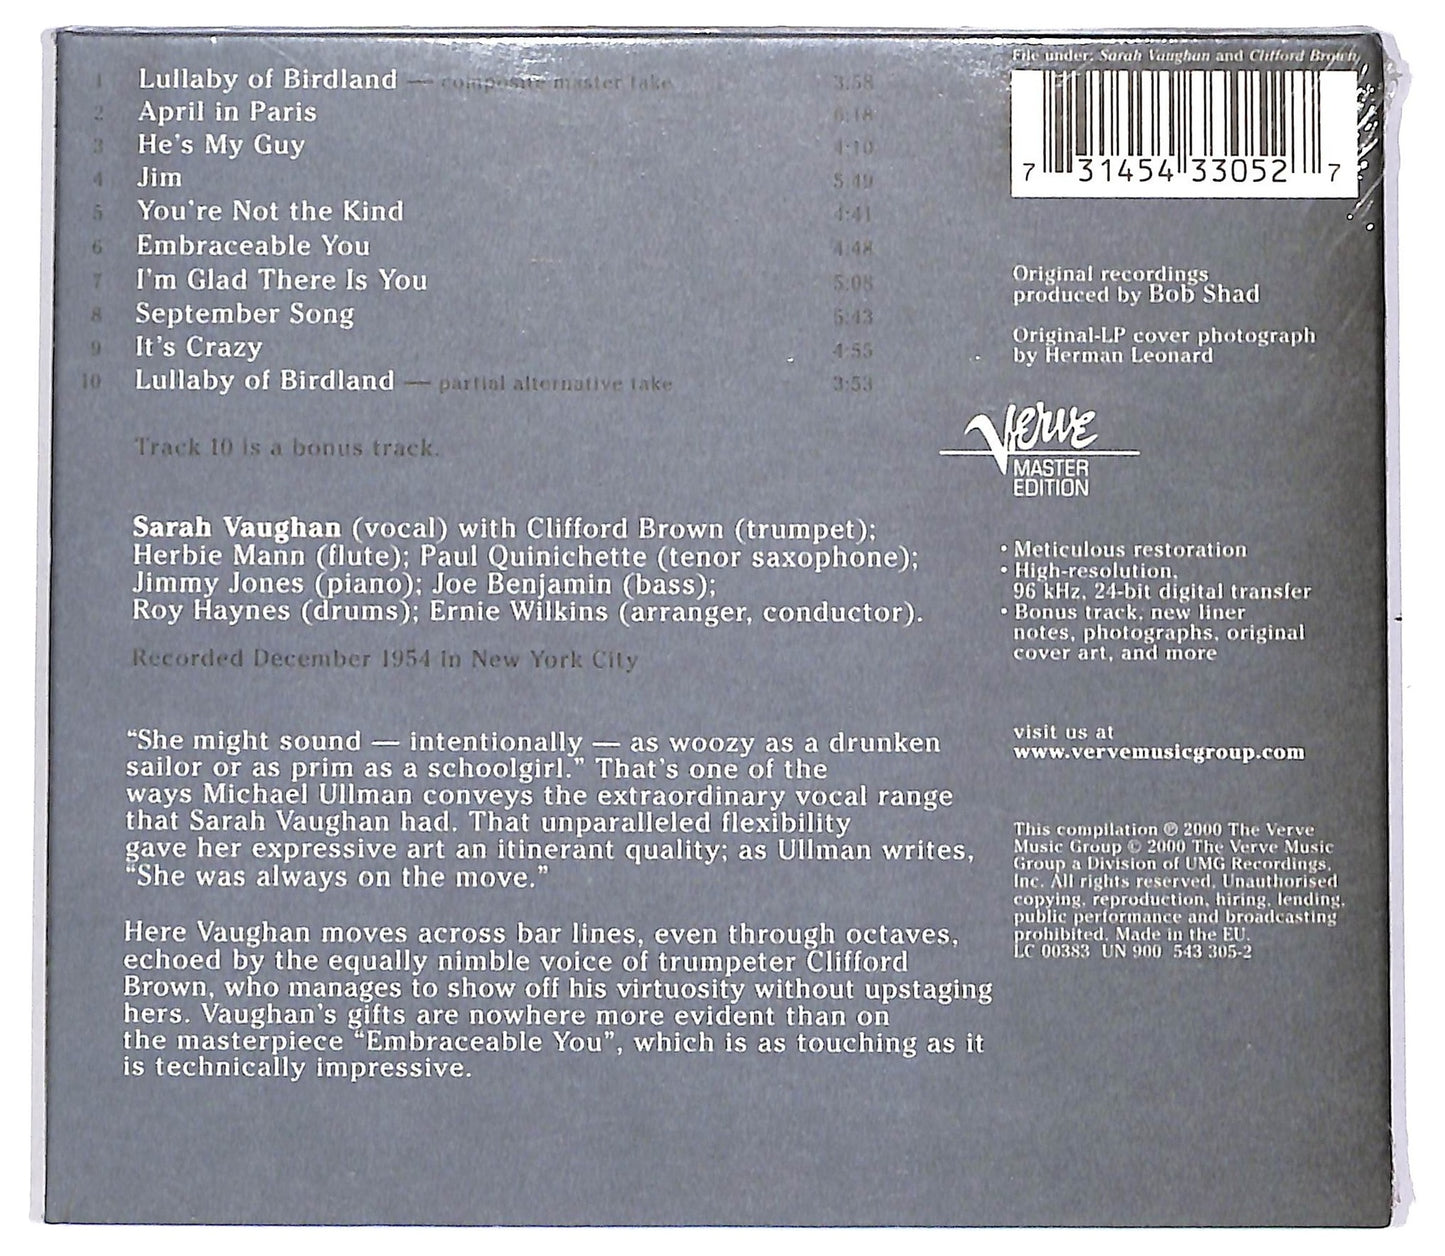 1 Lullaby of Birdland — composite master take 3:58
2 April in Paris 6:18
3 He's My Guy 4:10
4 Jim 5:49
5 You're Not the Kind 4:41
6 Embraceable You 4:48
7 I'm Glad There Is You 5:08
8 September Song 5:43
9 It's Crazy 4:55
10 Lullaby of Birdland — partial alternative take 3:53
Track 10 is a bonus track.
Sarah Vaughan (vocal) with Clifford Brown (trumpet);
Herbie Mann (flute); Paul Quinichette (tenor saxophone);
Jimmy Jones (piano); Joe Benjamin (bass);
Roy Haynes (drums); Ernie Wilkins (arranger, conductor).
Recorded December 1954 in New York City
“She might sound — intentionally — as woozy as a drunken
sailor or as prim as a schoolgirl.” That's one of the
ways Michael Ullman conveys the extraordinary vocal range
that Sarah Vaughan had. That unparalleled flexibility
gave her expressive art an itinerant quality; as Ullman writes,
“She was always on the move.”
Here Vaughan moves across bar lines, even through octaves,
echoed by the equally nimble voice of trumpeter Clifford
Brown, who manages to show off his virtuosity without upstaging
hers. Vaughan's gifts are nowhere more evident than on
the masterpiece “Embraceable You”, which is as touching as it
is technically impressive.
File under: Sarah Vaughan and Clifford Brown
7 31454 33052 7
Original recordings
produced by Bob Shad
Original-LP cover photograph
by Herman Leonard
Verve
MASTER
EDITION
• Meticulous restoration
• High-resolution,
96 kHz, 24-bit digital transfer
• Bonus track, new liner
notes, photographs, original
cover art, and more
visit us at
www.vervemusicgroup.com
This compilation ℗ 2000 The Verve
Music Group © 2000 The Verve Music
Group a Division of UMG Recordings,
Inc. All rights reserved. Unauthorised
copying, reproduction, hiring, lending,
public performance and broadcasting
prohibited. Made in the EU.
LC 00383 UN 900 543 305-2